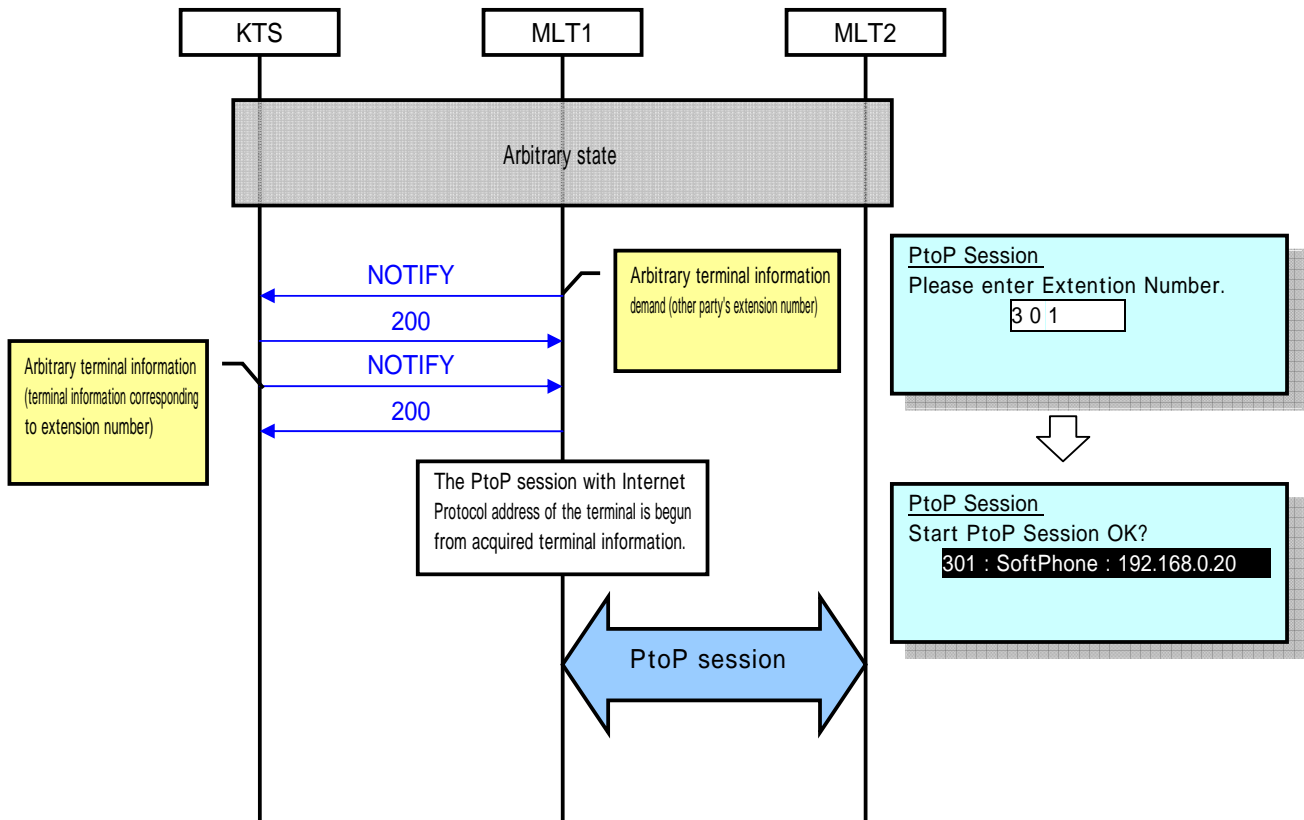 KTS
MLT1
MLT2
Arbitrary state
NOTIFY
Arbitrary terminal information
demand (other party's extension number)
200
Arbitrary terminal information
(terminal information corresponding
to extension number)
NOTIFY
200
The PtoP session with Internet
Protocol address of the terminal is begun
from acquired terminal information.
PtoP session
PtoP Session
Please enter Extention Number.
3 0 1
PtoP Session
Start PtoP Session OK?
301 : SoftPhone : 192.168.0.20